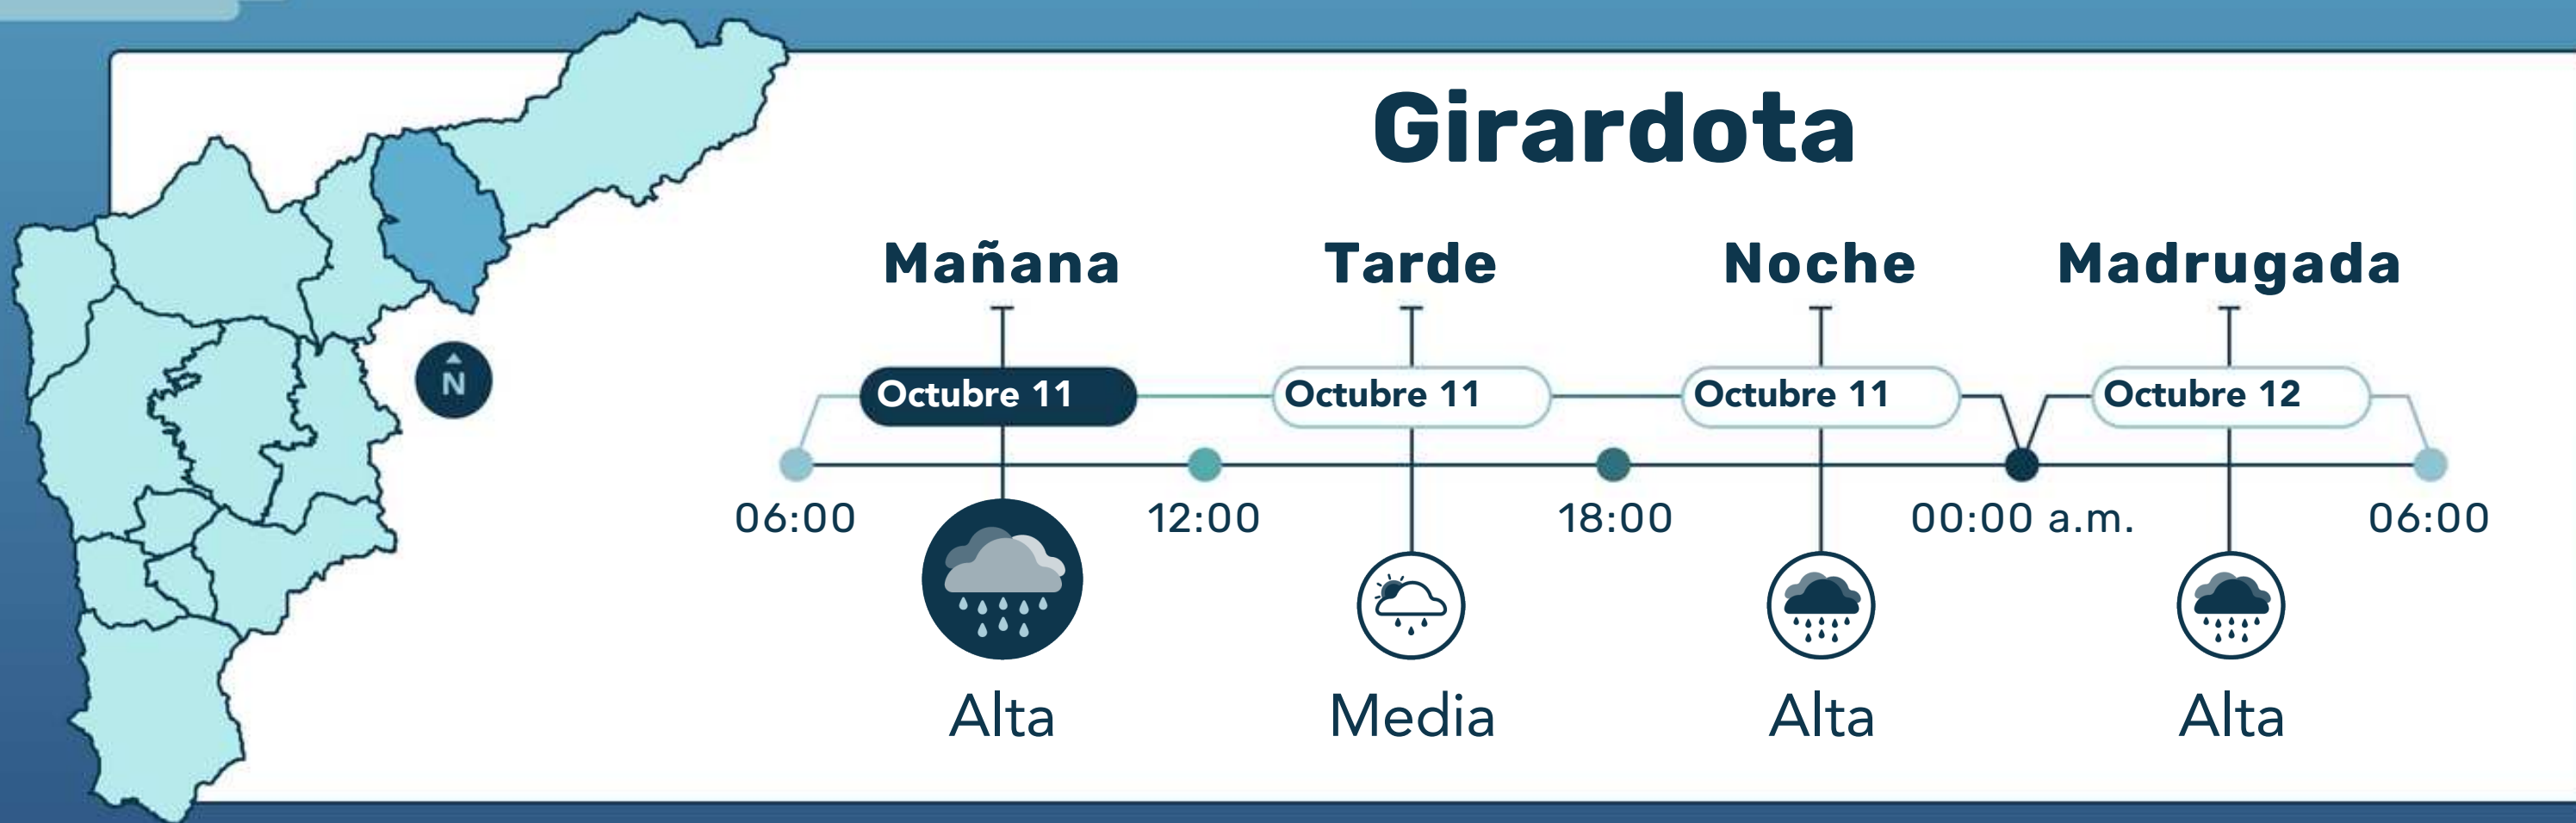 Girardota
Mañana Tarde Noche Madrugada
Octubre 11 Octubre 11 Octubre 11 Octubre 12
N
06:00 12:00 18:00 00:00 a.m. 06:00
Alta Media Alta Alta